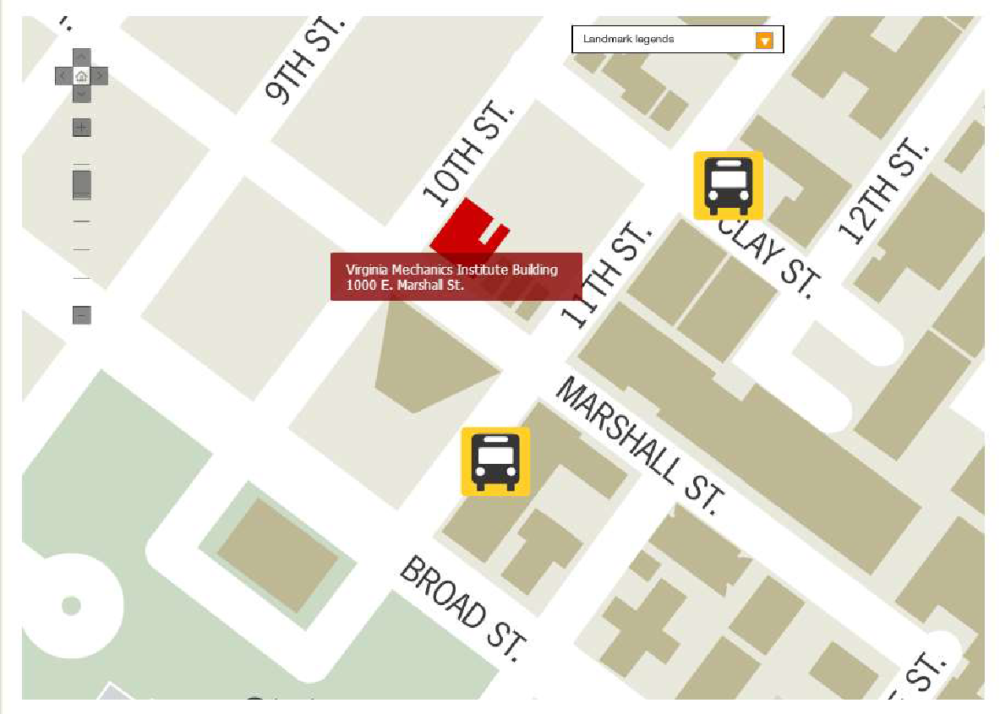 Landmark legends
9TH ST.
10TH ST.
12TH ST.
CLAY ST.
11TH ST.
Virginia Mechanics Institute Building
1000 E. Marshall St.
MARSHALL ST.
BROAD ST.
ST.